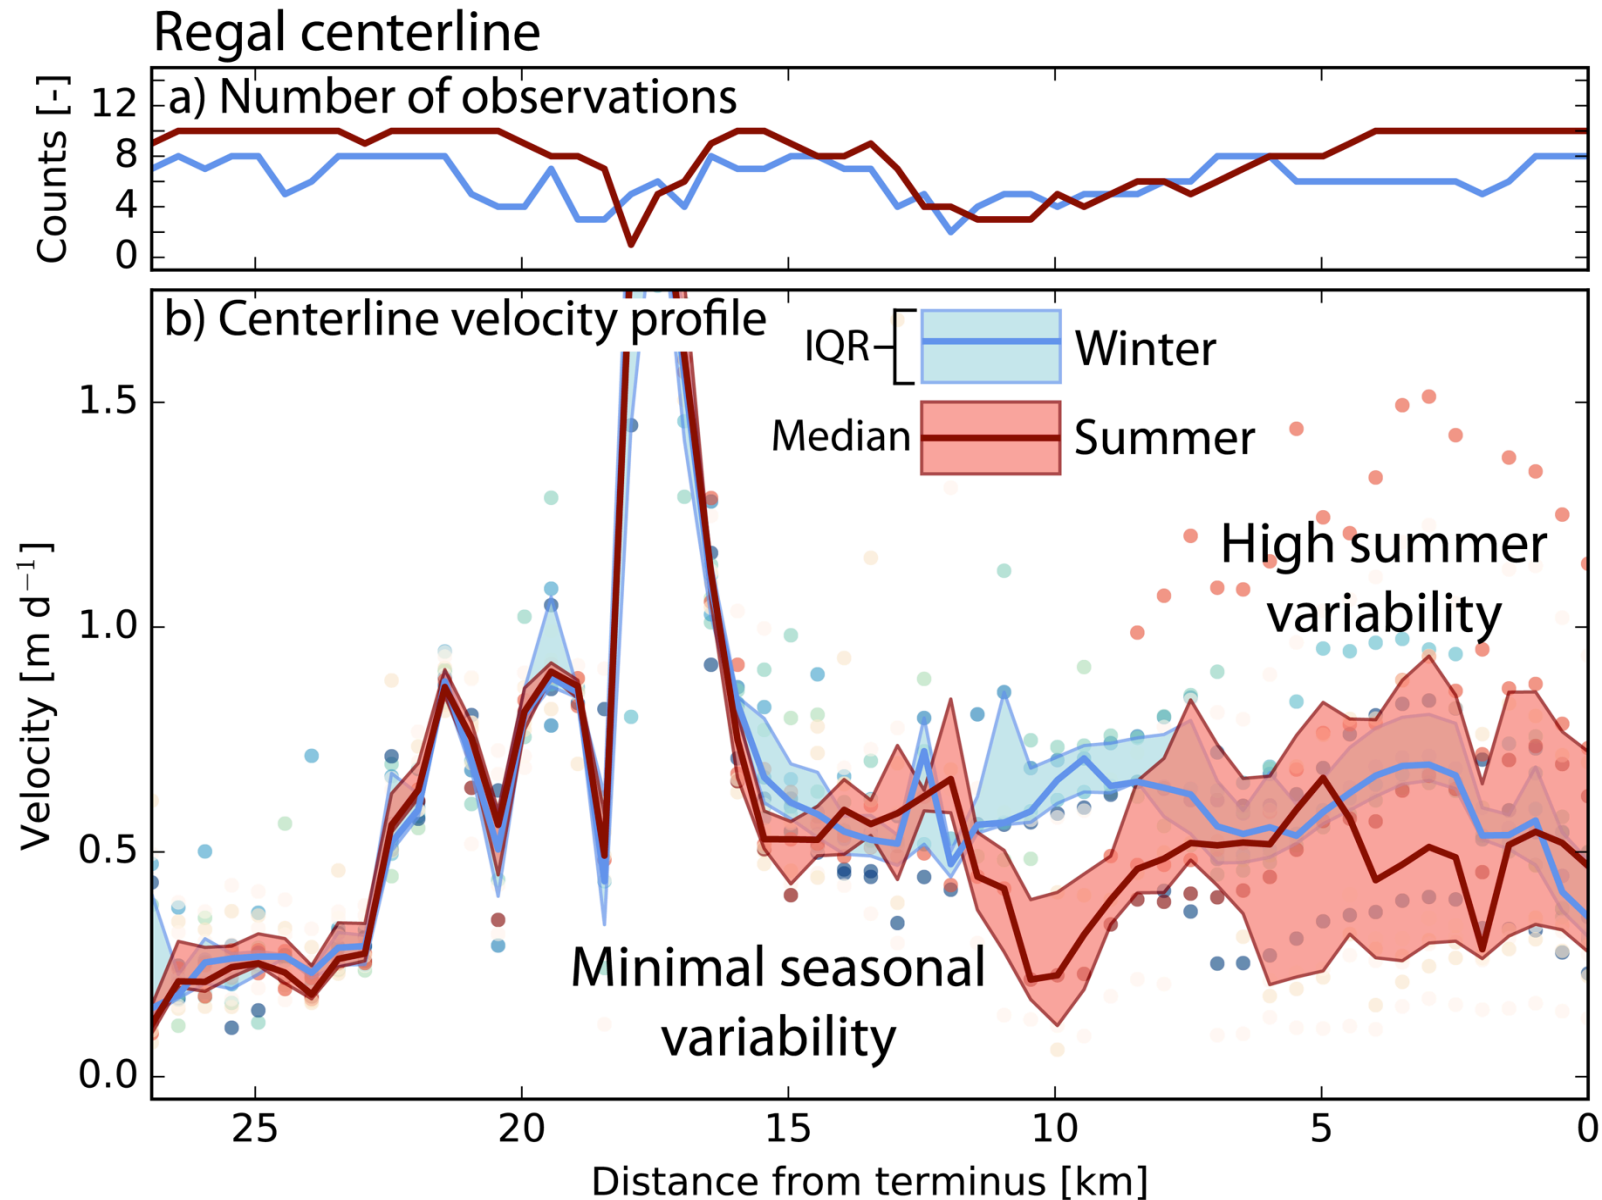 Regal centerline
a) Number of observations
Counts [-]
12
8
4
0
b) Centerline velocity profile
IQR
Winter
Median
Summer
High summer
variability
Minimal seasonal
variability
Velocity [m d⁻¹]
1.5
1.0
0.5
0.0
25
20
15
10
5
0
Distance from terminus [km]